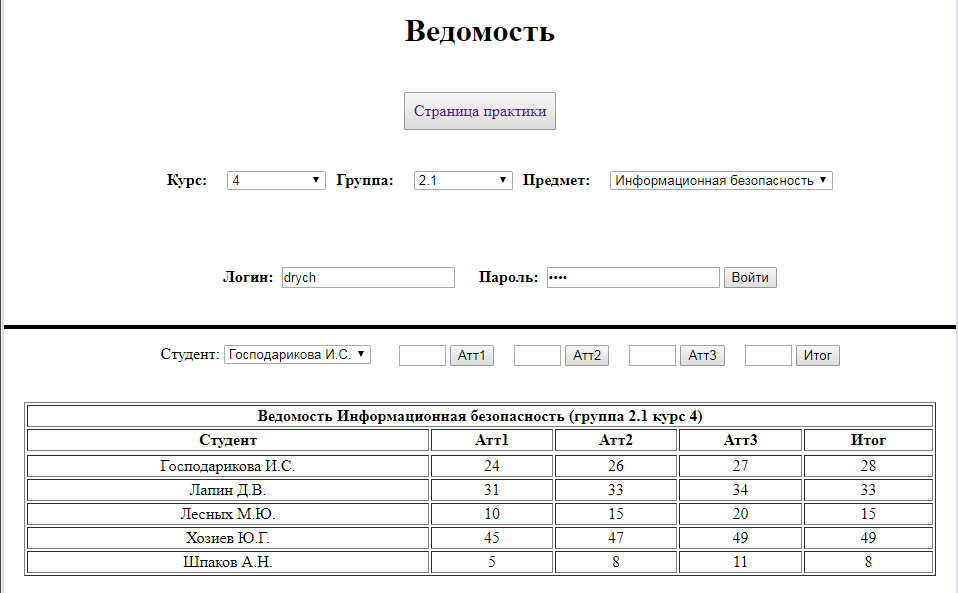 Ведомость
Страница практики
Курс: 4 Группа: 2.1 Предмет: Информационная безопасность
Логин: drych Пароль: •••• Войти
Студент: Господарикова И.С. Атт1 Атт2 Атт3 Итог
Ведомость Информационная безопасность (группа 2.1 курс 4)
Студент Атт1 Атт2 Атт3 Итог
Господарикова И.С. 24 26 27 28
Лапин Д.В. 31 33 34 33
Лесных М.Ю. 10 15 20 15
Хозиев Ю.Г. 45 47 49 49
Шпаков А.Н. 5 8 11 8